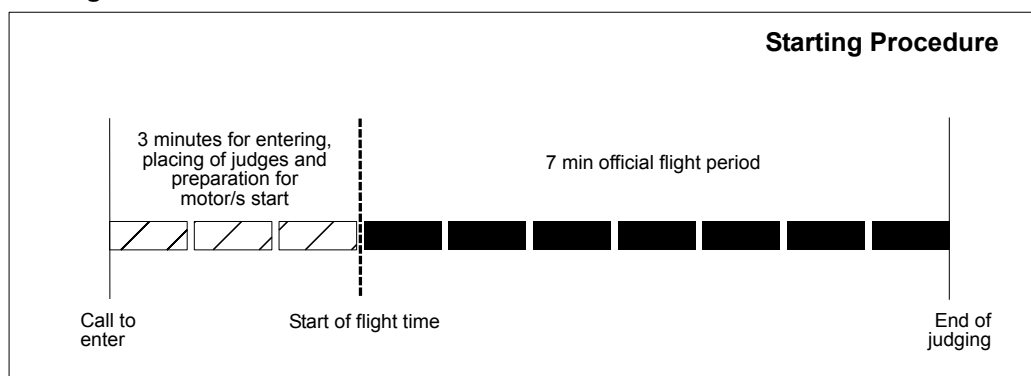 Starting Procedure
3 minutes for entering,
placing of judges and
preparation for
motor/s start
7 min official flight period
Call to
enter
Start of flight time
End of
judging